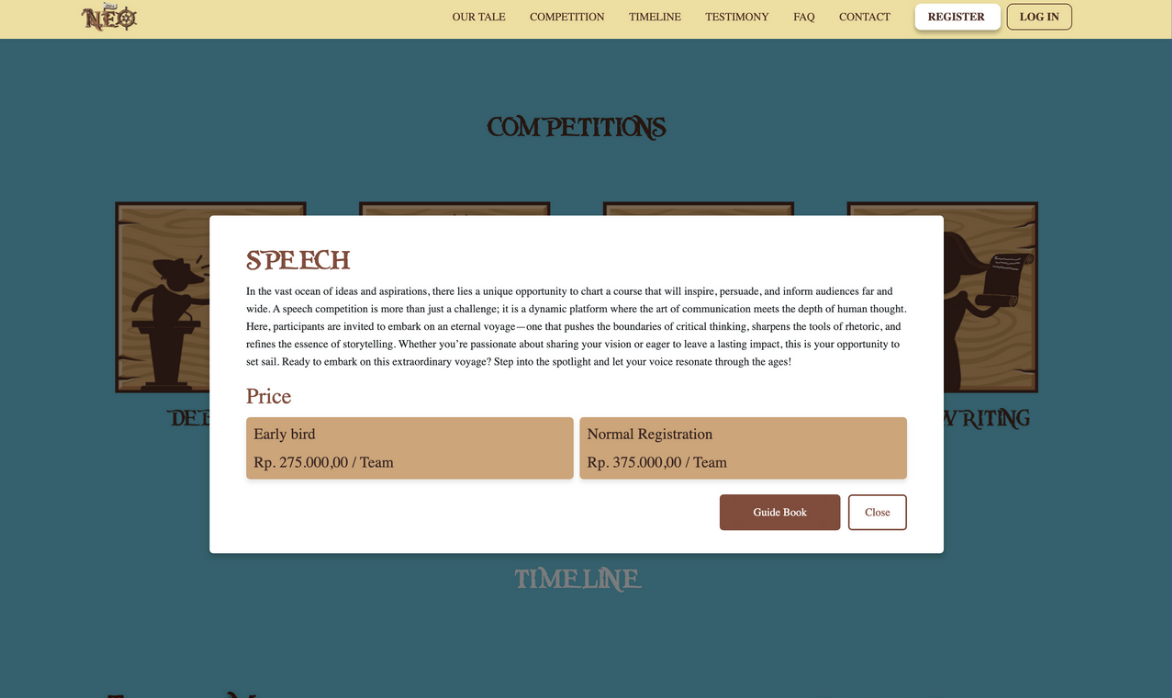 NEO
OUR TALE COMPETITION TIMELINE TESTIMONY FAQ CONTACT REGISTER LOG IN
COMPETITIONS
SPEECH
In the vast ocean of ideas and aspirations, there lies a unique opportunity to chart a course that will inspire, persuade, and inform audiences far and
wide. A speech competition is more than just a challenge; it is a dynamic platform where the art of communication meets the depth of human thought.
Here, participants are invited to embark on an eternal voyage—one that pushes the boundaries of critical thinking, sharpens the tools of rhetoric, and
refines the essence of storytelling. Whether you're passionate about sharing your vision or eager to leave a lasting impact, this is your opportunity to
set sail. Ready to embark on this extraordinary voyage? Step into the spotlight and let your voice resonate through the ages!
Price
Early bird
Rp. 275.000,00 / Team
Normal Registration
Rp. 375.000,00 / Team
Guide Book
Close
TIMELINE